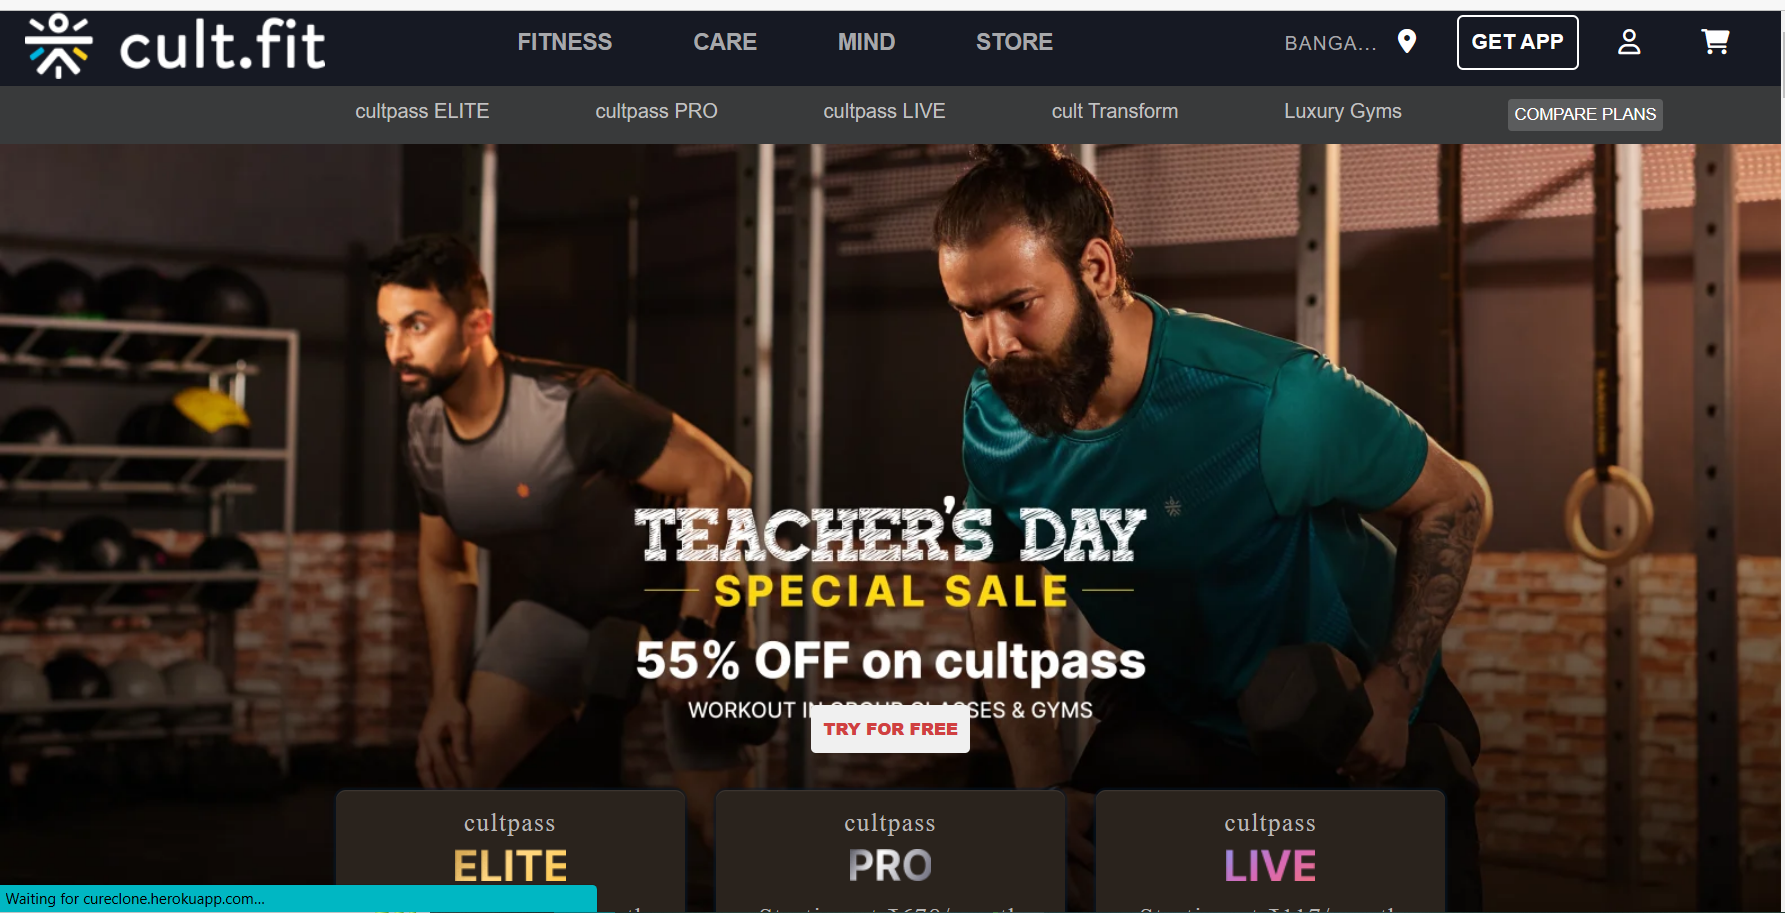 cult.fit
FITNESS CARE MIND STORE BANGA... GET APP
cultpass ELITE cultpass PRO cultpass LIVE cult Transform Luxury Gyms COMPARE PLANS
TEACHER'S DAY
SPECIAL SALE
55% OFF on cultpass
WORKOUT IN & GYMS
TRY FOR FREE
cultpass cultpass cultpass
ELITE PRO LIVE
Waiting for cureclone.herokuapp.com...